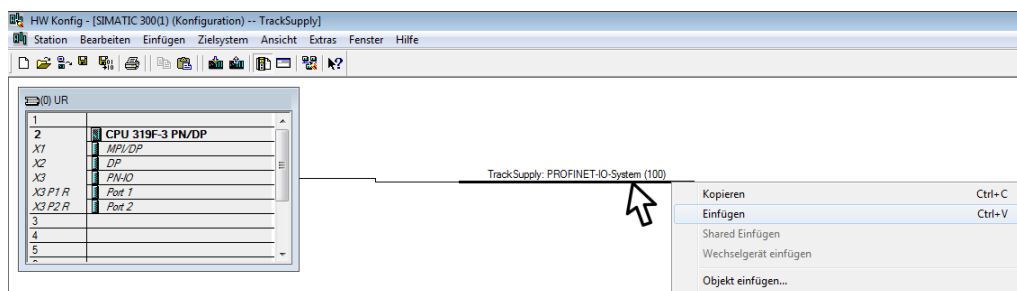 HW Konfig - [SIMATIC 300(1) (Konfiguration) -- TrackSupply]
Station Bearbeiten Einfügen Zielsystem Ansicht Extras Fenster Hilfe
(0) UR
1
2 CPU 319F-3 PN/DP
X1 MPI/DP
X2 DP
X3 PN-IO
X3 P1 R Port 1
X3 P2 R Port 2
3
4
5
TrackSupply: PROFINET-IO-System (100)
Kopieren Ctrl+C
Einfügen Ctrl+V
Shared Einfügen
Wechselgerät einfügen
Objekt einfügen...